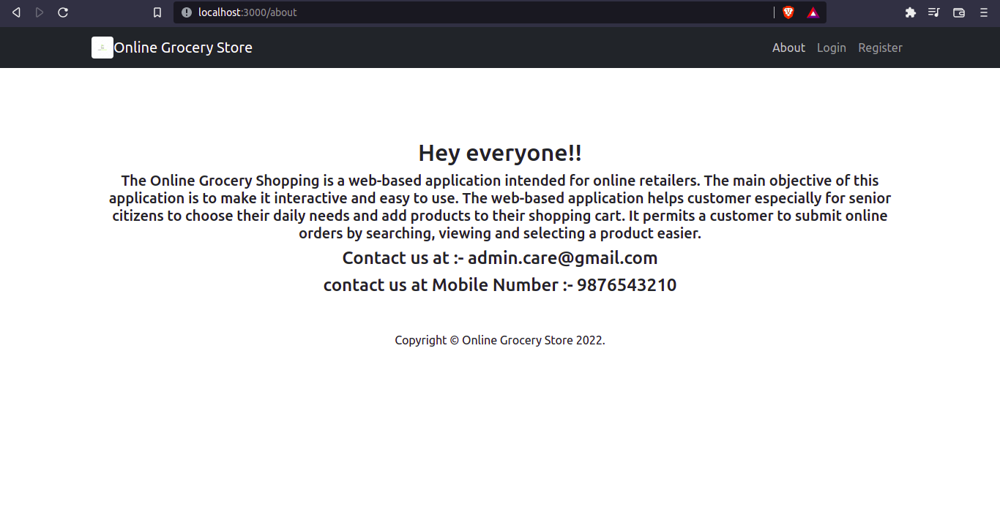 localhost:3000/about
Online Grocery Store
About Login Register
Hey everyone!!
The Online Grocery Shopping is a web-based application intended for online retailers. The main objective of this
application is to make it interactive and easy to use. The web-based application helps customer especially for senior
citizens to choose their daily needs and add products to their shopping cart. It permits a customer to submit online
orders by searching, viewing and selecting a product easier.
Contact us at :- admin.care@gmail.com
contact us at Mobile Number :- 9876543210
Copyright © Online Grocery Store 2022.